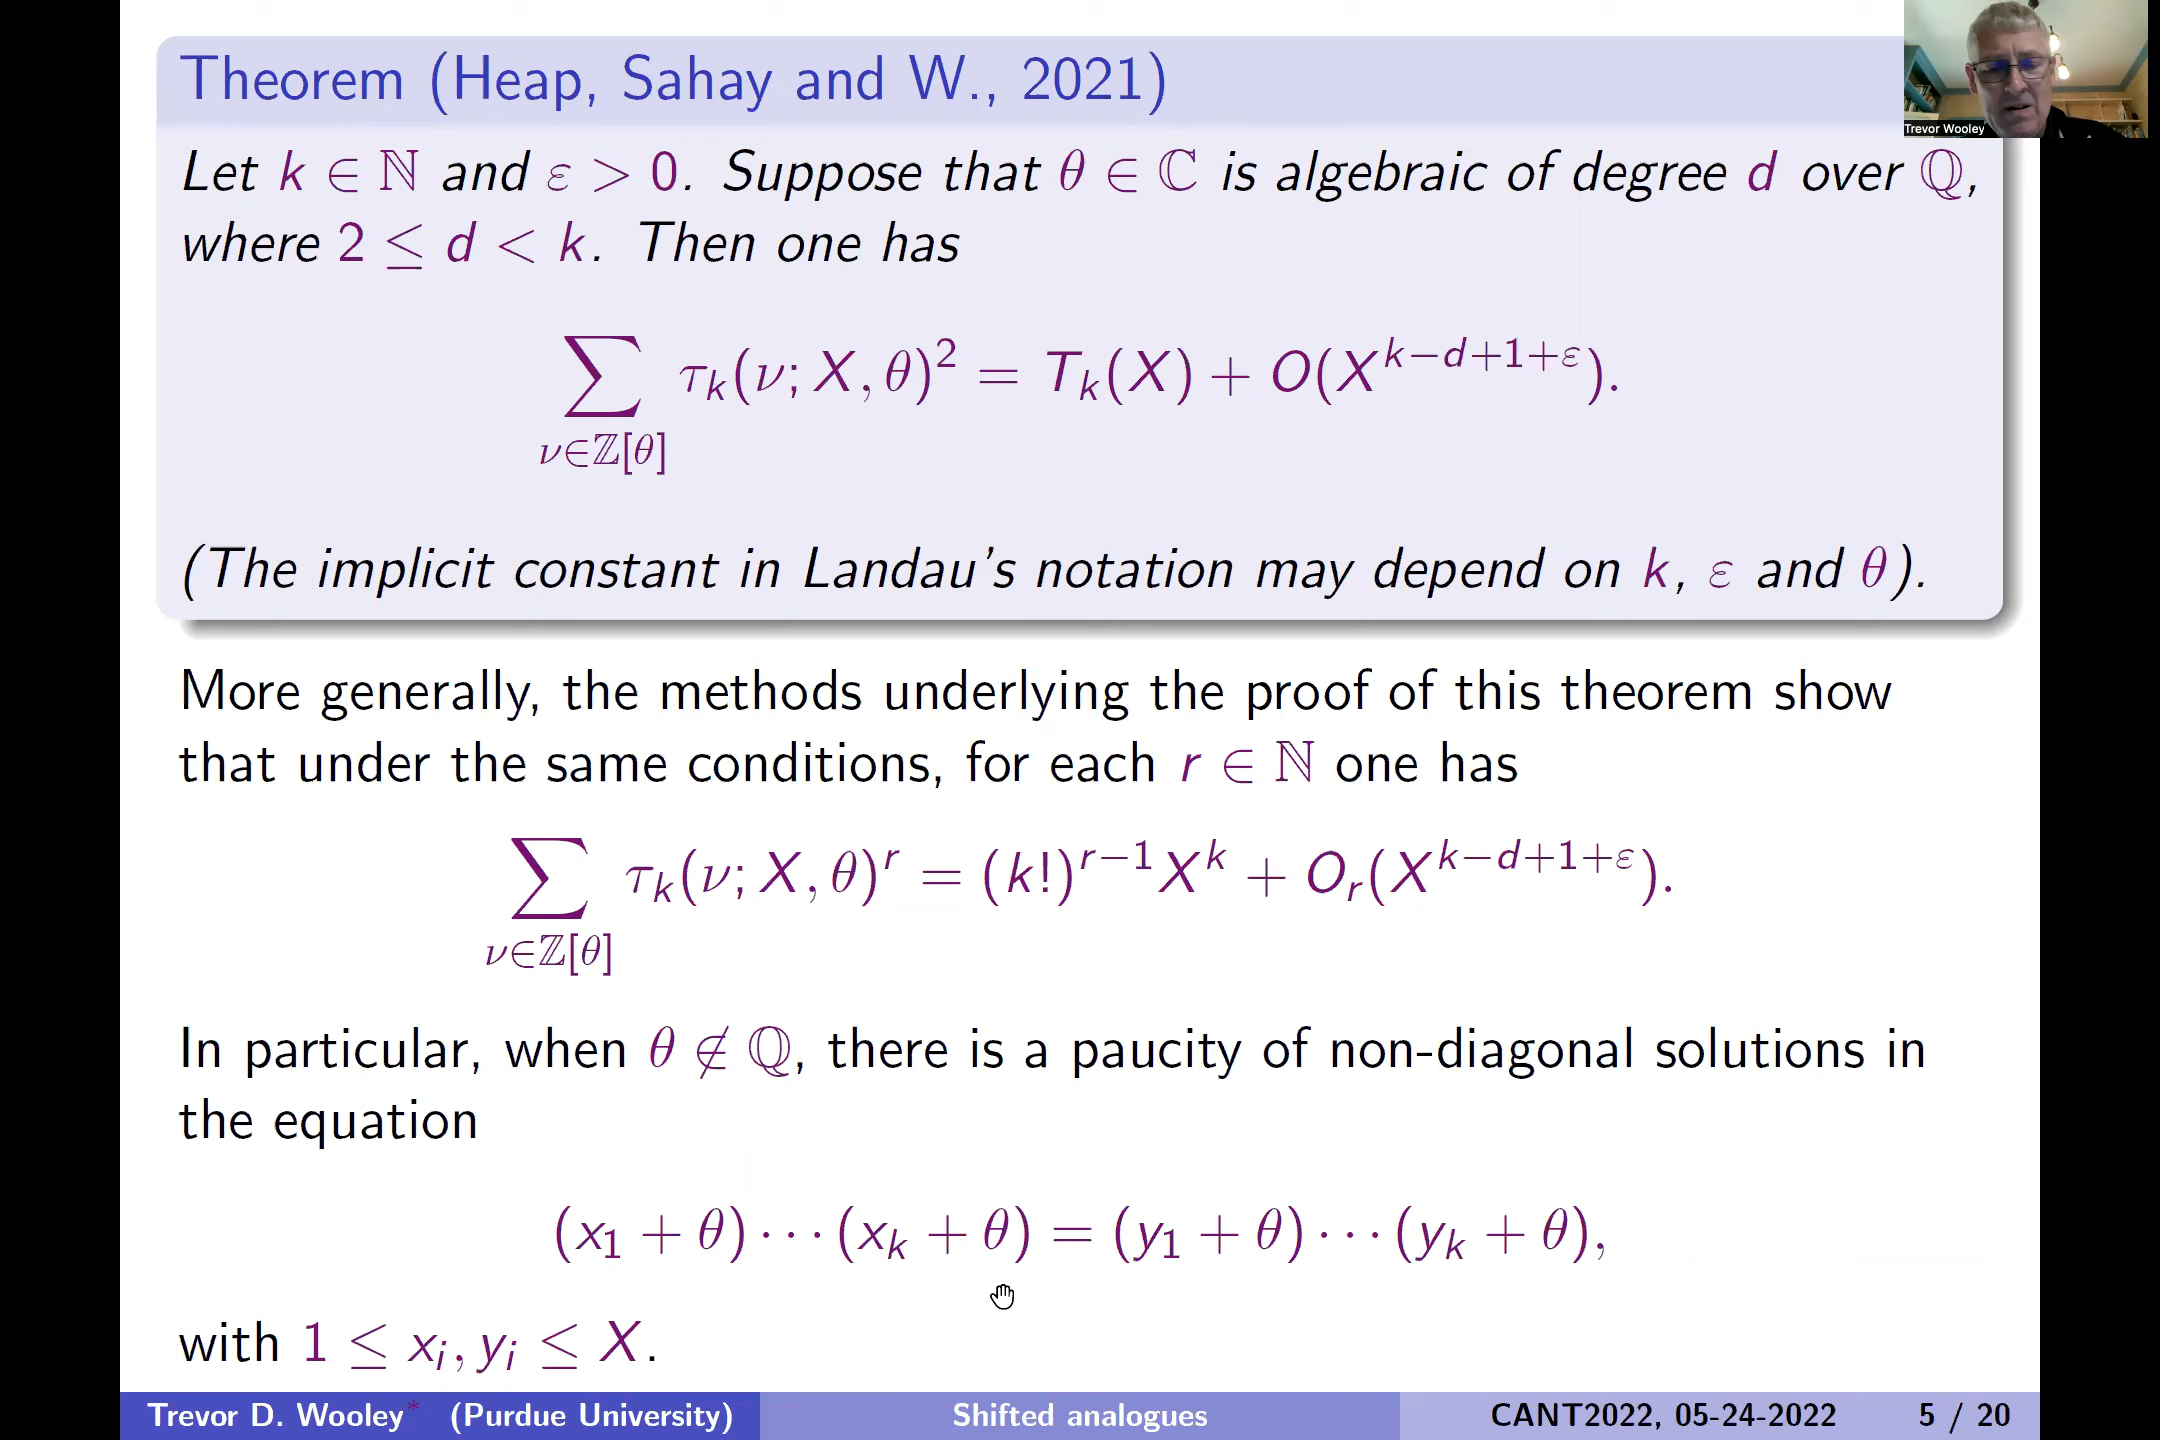 Theorem (Heap, Sahay and W., 2021)
Trevor Wooley
Let k ∈ ℕ and ε > 0. Suppose that θ ∈ ℂ is algebraic of degree d over ℚ,
where 2 ≤ d < k. Then one has
∑_{ν∈ℤ[θ]} τ_k(ν; X, θ)² = T_k(X) + O(X^{k−d+1+ε}).
(The implicit constant in Landau's notation may depend on k, ε and θ).
More generally, the methods underlying the proof of this theorem show
that under the same conditions, for each r ∈ ℕ one has
∑_{ν∈ℤ[θ]} τ_k(ν; X, θ)^r = (k!)^{r−1}X^k + O_r(X^{k−d+1+ε}).
In particular, when θ ∉ ℚ, there is a paucity of non-diagonal solutions in
the equation
(x₁ + θ) ··· (x_k + θ) = (y₁ + θ) ··· (y_k + θ),
with 1 ≤ x_i, y_i ≤ X.
Trevor D. Wooley* (Purdue University) Shifted analogues CANT2022, 05-24-2022 5 / 20